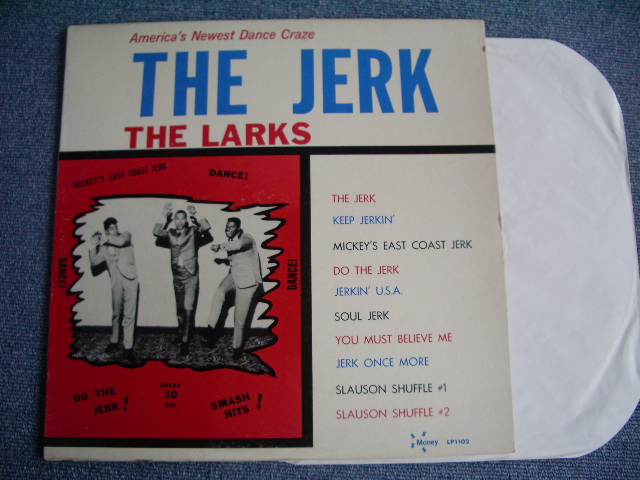 America's Newest Dance Craze
THE JERK
THE LARKS
MICKEY'S EAST COAST JERK
DANCE!
DANCE!
DANCE!
DO THE
JERK!
GREAT
10
SMASH
HITS!
THE JERK
KEEP JERKIN'
MICKEY'S EAST COAST JERK
DO THE JERK
JERKIN' U.S.A.
SOUL JERK
YOU MUST BELIEVE ME
JERK ONCE MORE
SLAUSON SHUFFLE #1
SLAUSON SHUFFLE #2
Money LP1102